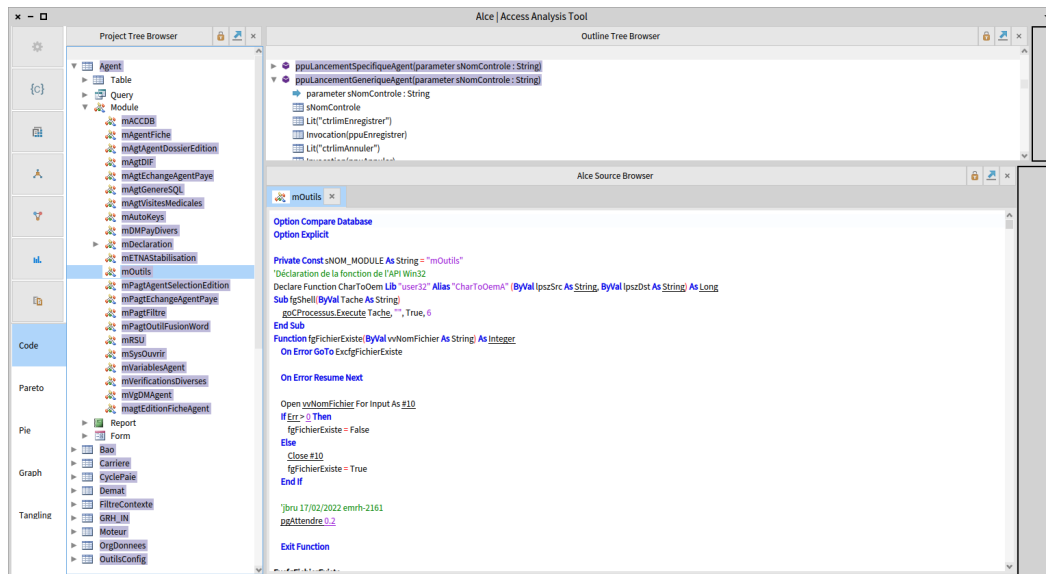 Alce | Access Analysis Tool
Project Tree Browser
Outline Tree Browser
{C}
Code
Pareto
Pie
Graph
Tangling
Agent
Table
Query
Module
mACCDB
mAgentFiche
mAgtAgentDossierEdition
mAgtDIF
mAgtEchangeAgentPaye
mAgtGenereSQL
mAgtVisitesMedicales
mAutoKeys
mDMPayDivers
mDeclaration
mETNAStabilisation
mOutils
mPagtAgentSelectionEdition
mPagtEchangeAgentPaye
mPagtFiltre
mPagtOutilFusionWord
mRSU
mSysOuvrir
mVariablesAgent
mVerificationsDiverses
mVgDMAgent
magtEditionFicheAgent
Report
Form
Bao
Carriere
CyclePaie
Demat
FiltreContexte
GRH_IN
Moteur
OrgDonnees
OutilsConfig
ppuLancementSpecifiqueAgent(parameter sNomControle : String)
ppuLancementGeneriqueAgent(parameter sNomControle : String)
parameter sNomControle : String
sNomControle
Lit("ctrlimEnregistrer")
Invocation(ppuEnregistrer)
Lit("ctrlimAnnuler")
Invocation(ppuAnnuler)
Alce Source Browser
mOutils
Option Compare Database
Option Explicit
Private Const sNOM_MODULE As String = "mOutils"
'Déclaration de la fonction de l'API Win32
Declare Function CharToOem Lib "user32" Alias "CharToOemA" (ByVal lpszSrc As String, ByVal lpszDst As String) As Long
Sub fgShell(ByVal Tache As String)
goCProcessus.Execute Tache, "", True, 6
End Sub
Function fgFichierExiste(ByVal vvNomFichier As String) As Integer
On Error GoTo ExcfgFichierExiste
On Error Resume Next
Open vvNomFichier For Input As #10
If Err > 0 Then
fgFichierExiste = False
Else
Close #10
fgFichierExiste = True
End If
'jbru 17/02/2022 emrh-2161
pgAttendre 0.2
Exit Function
ExcfgFichierExiste: